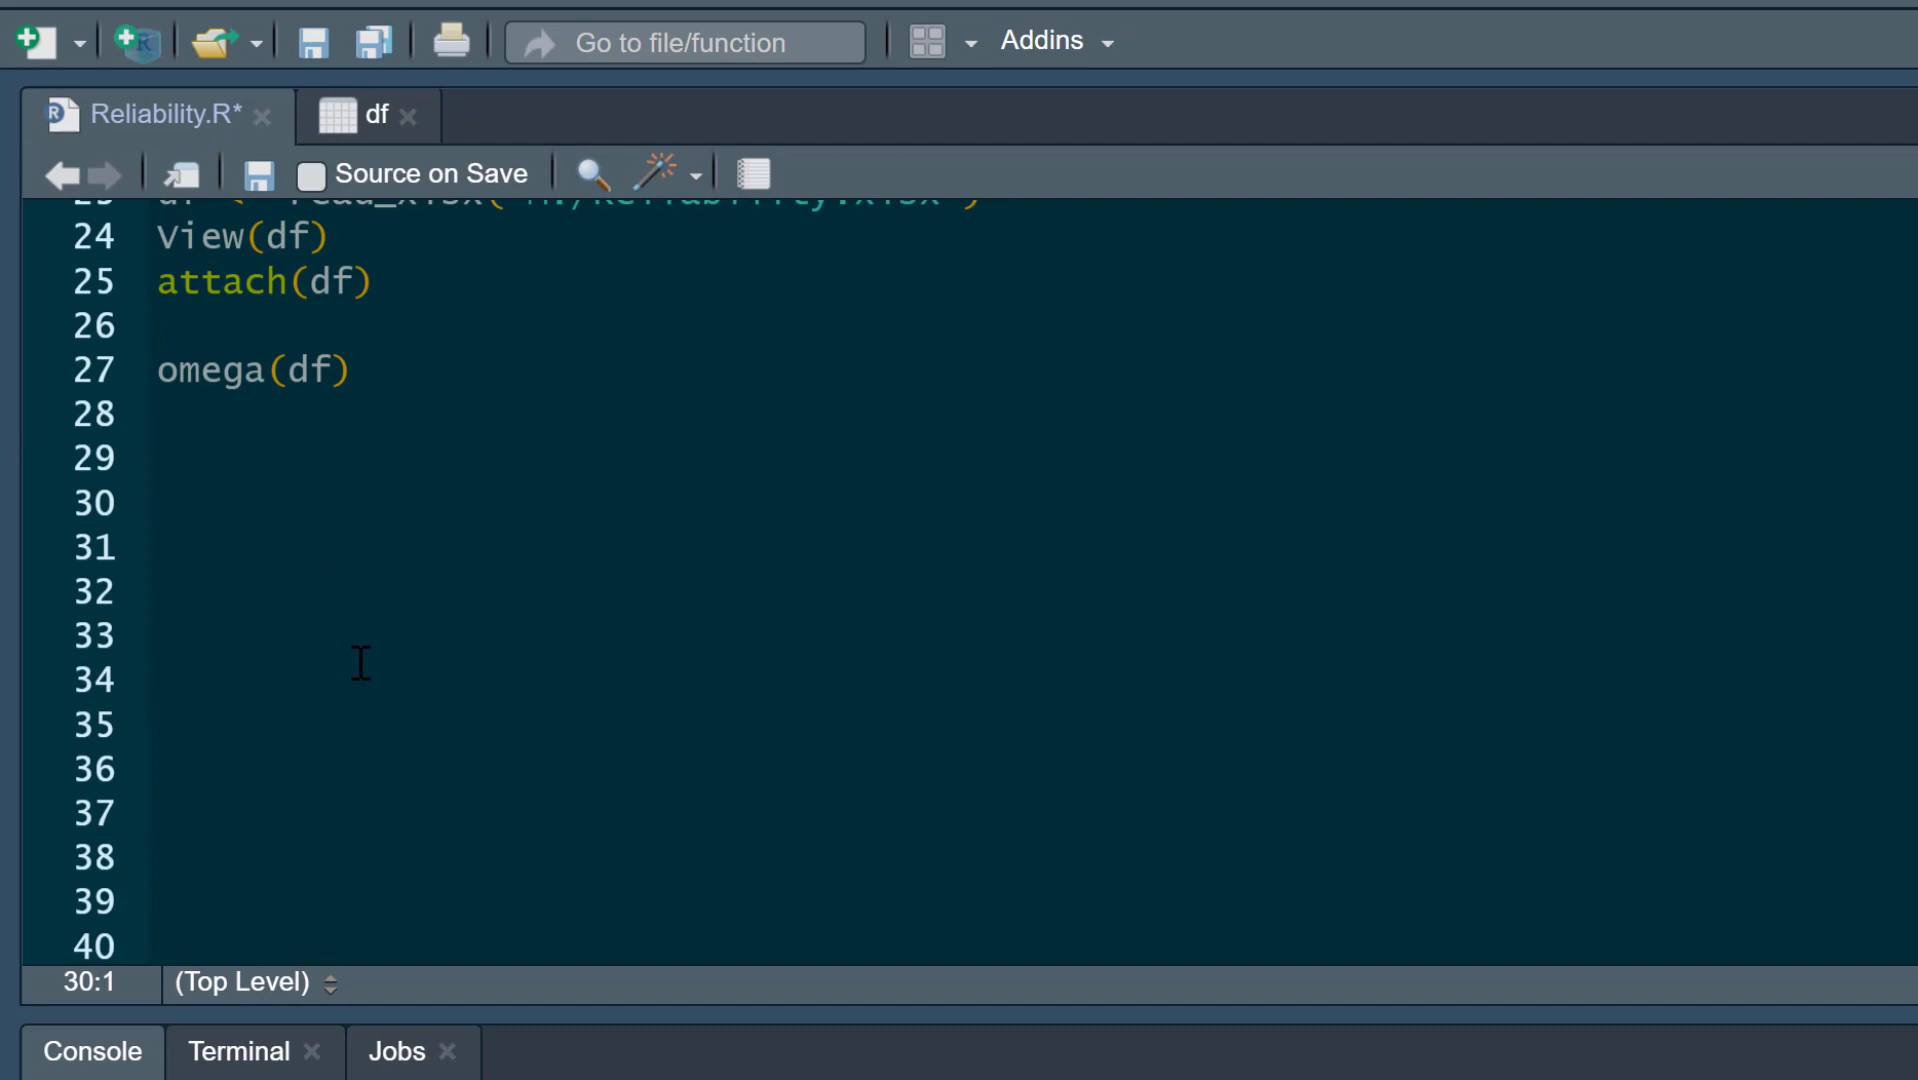 Go to file/function
Addins
Reliability.R*
df
Source on Save
24 View(df)
25 attach(df)
26
27 omega(df)
28
29
30
31
32
33
34
35
36
37
38
39
40
30:1 (Top Level)
Console Terminal Jobs